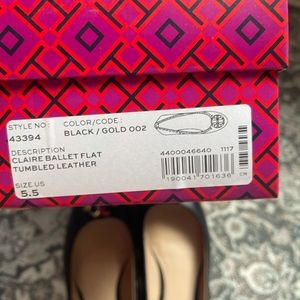 STYLE NO: COLOR/CODE:
43394 BLACK / GOLD 002
DESCRIPTION 4400046640 1117
CLAIRE BALLET FLAT
TUMBLED LEATHER
SIZE US
5.5
190041701636 CN